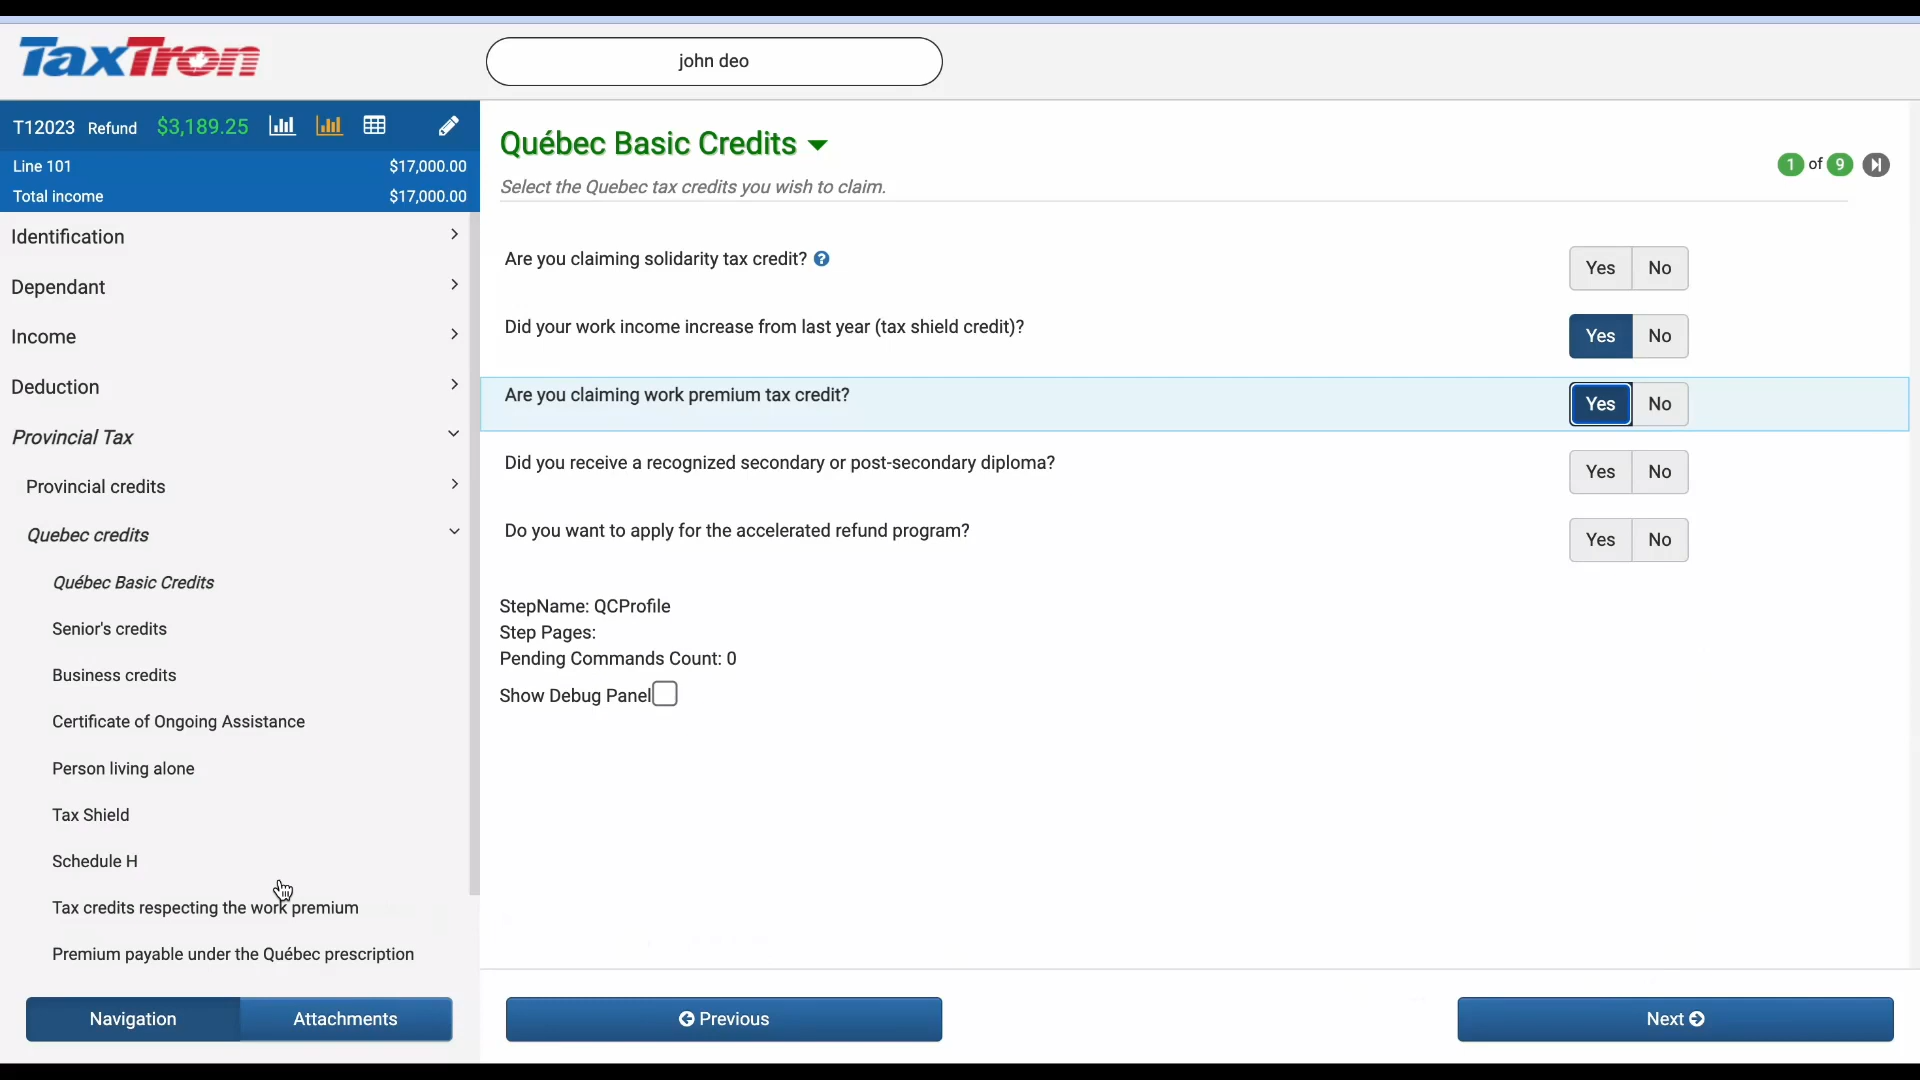 TaxTron
john deo
T12023 Refund $3,189.25
Line 101 $17,000.00
Total income $17,000.00
Identification
Dependant
Income
Deduction
Provincial Tax
Provincial credits
Quebec credits
Québec Basic Credits
Senior's credits
Business credits
Certificate of Ongoing Assistance
Person living alone
Tax Shield
Schedule H
Tax credits respecting the work premium
Premium payable under the Québec prescription
Navigation Attachments
Québec Basic Credits
1 of 9
Select the Quebec tax credits you wish to claim.
Are you claiming solidarity tax credit? ? Yes No
Did your work income increase from last year (tax shield credit)? Yes No
Are you claiming work premium tax credit? Yes No
Did you receive a recognized secondary or post-secondary diploma? Yes No
Do you want to apply for the accelerated refund program? Yes No
StepName: QCProfile
Step Pages:
Pending Commands Count: 0
Show Debug Panel
Previous Next